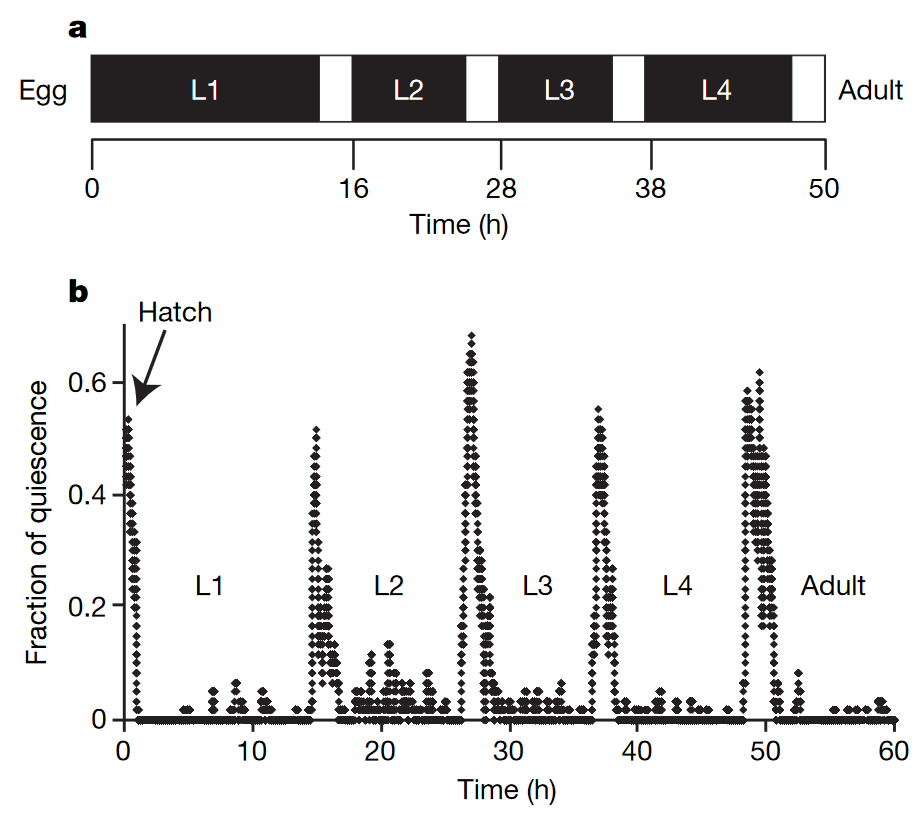 a
Egg L1 L2 L3 L4 Adult
0 16 28 38 50
Time (h)
b
Hatch
Fraction of quiescence
0.6
0.4
0.2
0
L1 L2 L3 L4 Adult
0 10 20 30 40 50 60
Time (h)